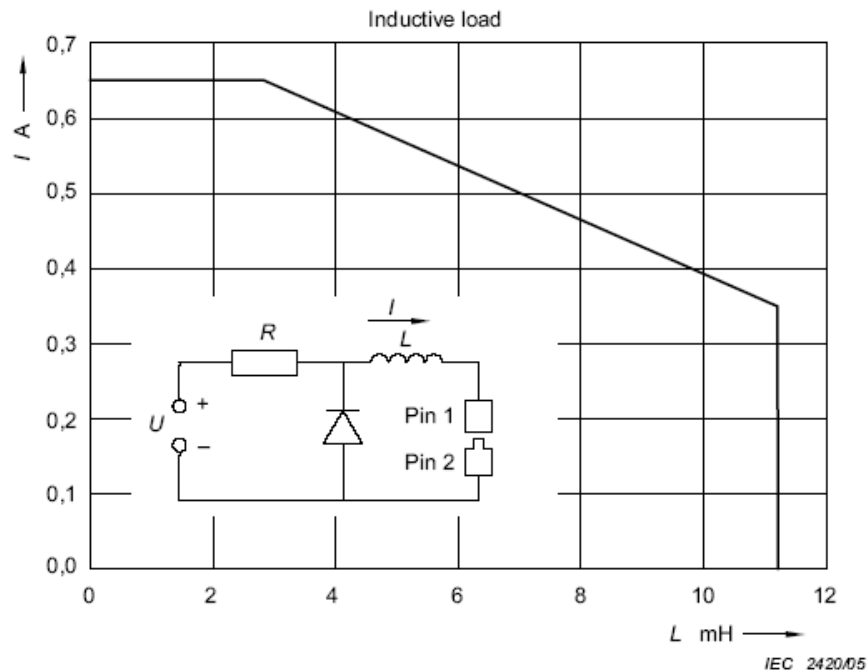 Inductive load
0,7
0,6
0,5
0,4
0,3
0,2
0,1
0,0
I A
I
R
L
U
+
–
Pin 1
Pin 2
0 2 4 6 8 10 12
L mH
IEC 2420/05